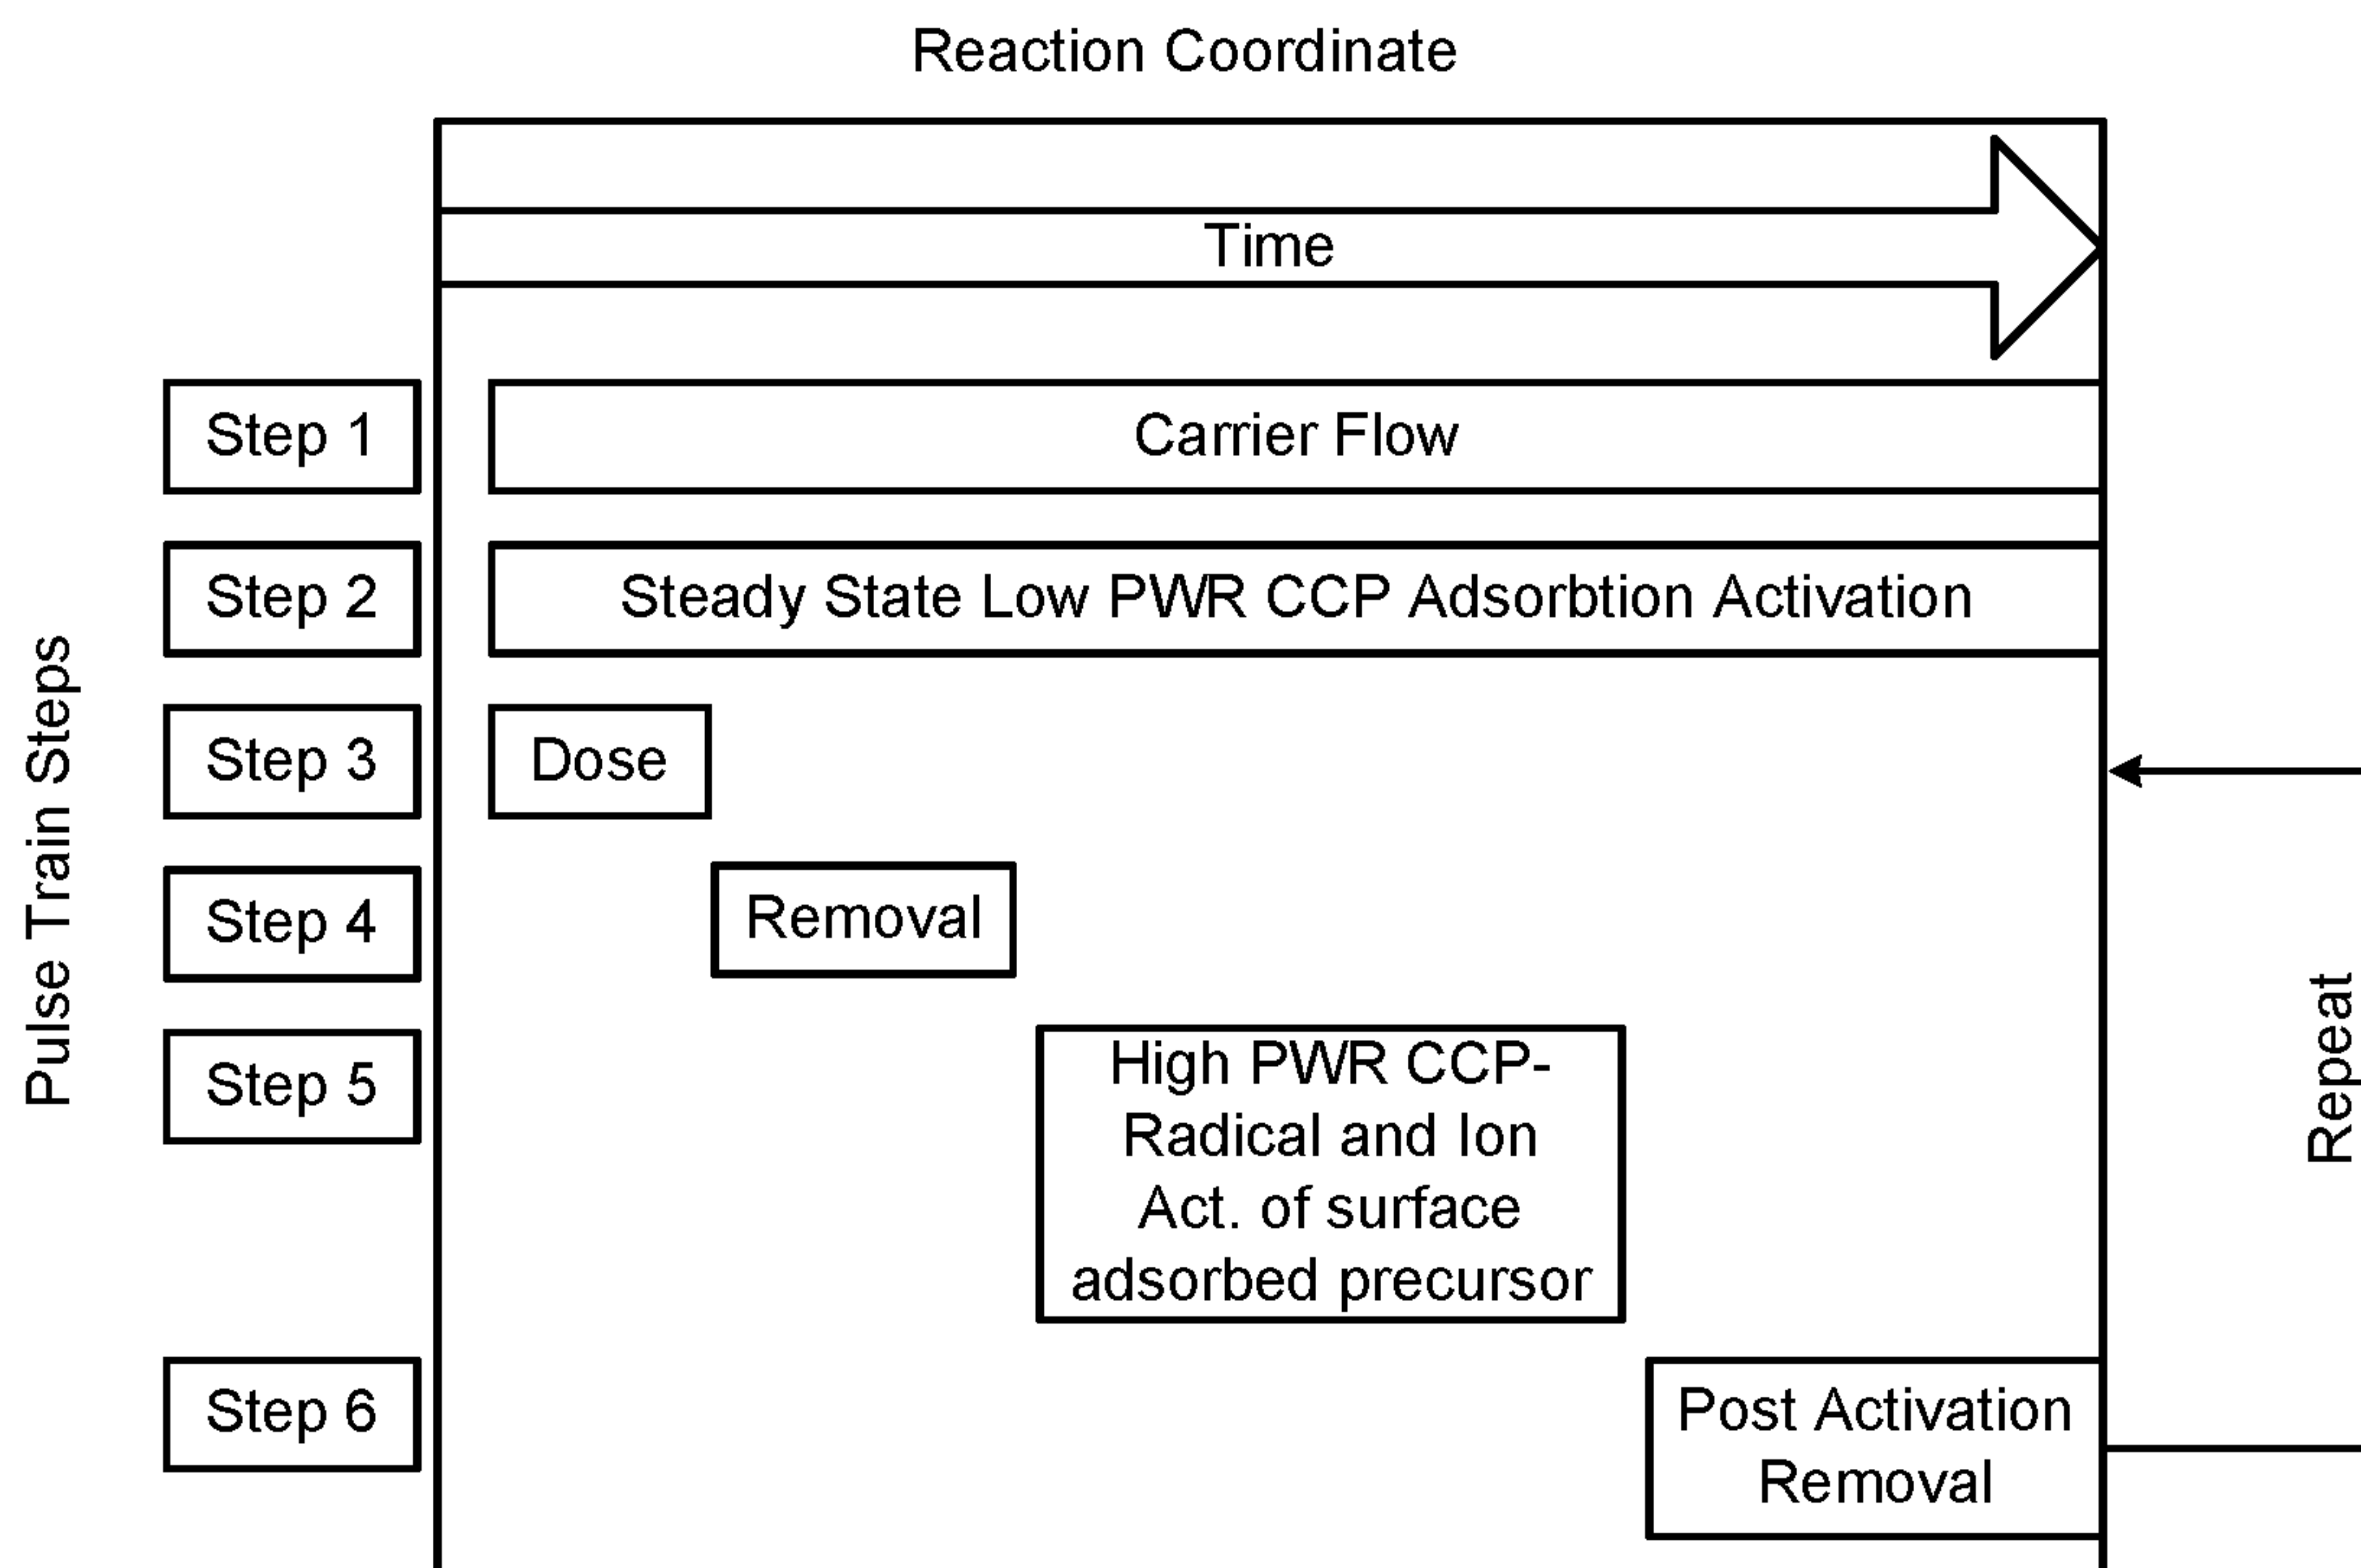 Reaction Coordinate
Time
Pulse Train Steps
Step 1
Carrier Flow
Step 2
Steady State Low PWR CCP Adsorbtion Activation
Step 3
Dose
Step 4
Removal
Step 5
High PWR CCP-
Radical and Ion
Act. of surface
adsorbed precursor
Repeat
Step 6
Post Activation
Removal